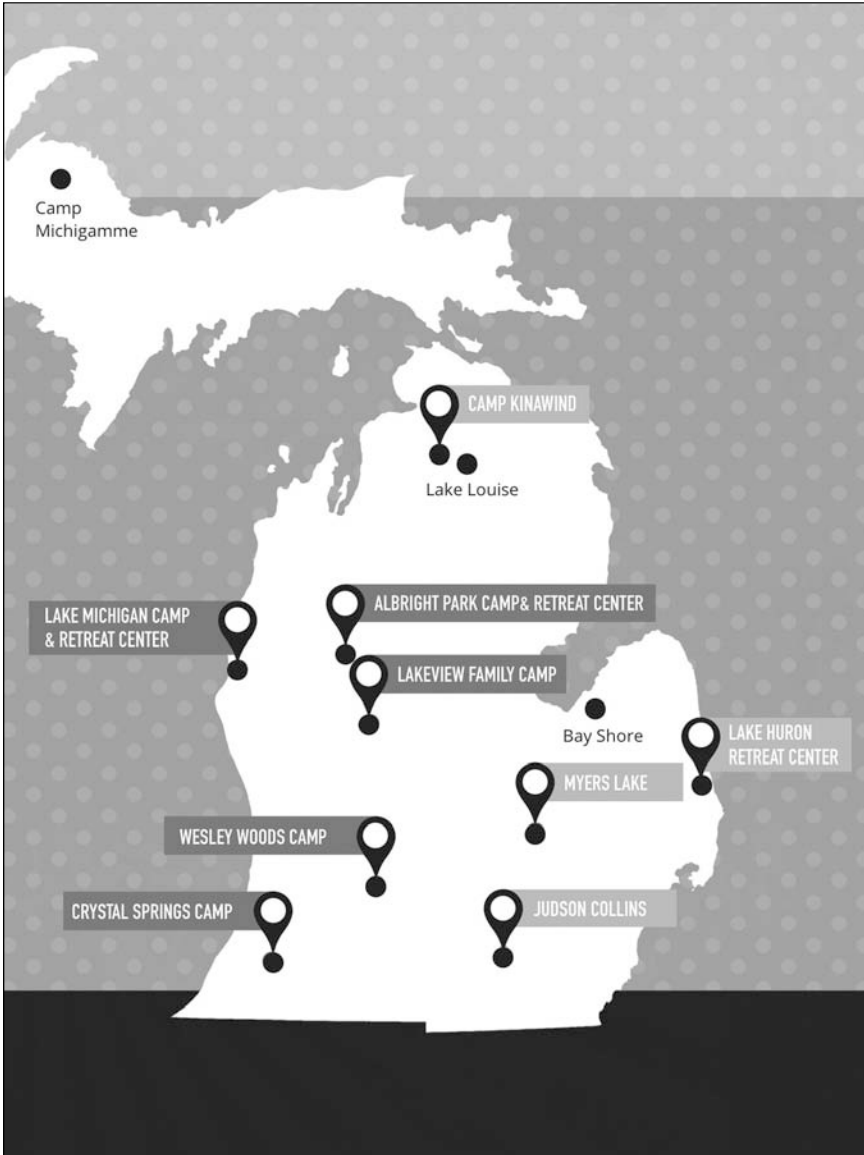 Camp
Michigamme
CAMP KINAWIND
Lake Louise
ALBRIGHT PARK CAMP& RETREAT CENTER
LAKE MICHIGAN CAMP
& RETREAT CENTER
LAKEVIEW FAMILY CAMP
Bay Shore
LAKE HURON
RETREAT CENTER
MYERS LAKE
WESLEY WOODS CAMP
CRYSTAL SPRINGS CAMP
JUDSON COLLINS